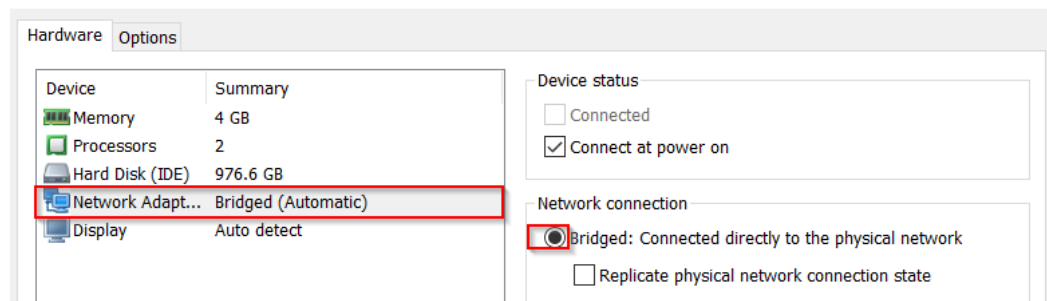 Hardware Options
Device Summary
Memory 4 GB
Processors 2
Hard Disk (IDE) 976.6 GB
Network Adapt... Bridged (Automatic)
Display Auto detect
Device status
Connected
Connect at power on
Network connection
Bridged: Connected directly to the physical network
Replicate physical network connection state